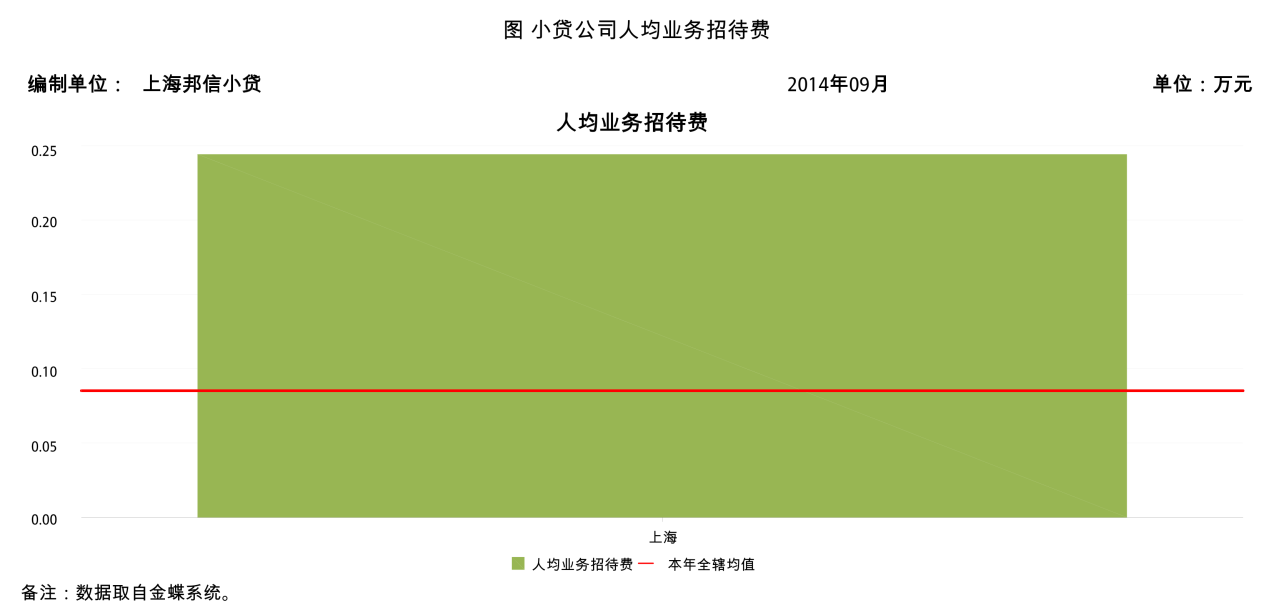 图 小贷公司人均业务招待费
编制单位： 上海邦信小贷 2014年09月 单位：万元
人均业务招待费
0.25
0.20
0.15
0.10
0.05
0.00
上海
人均业务招待费 本年全辖均值
备注：数据取自金蝶系统。